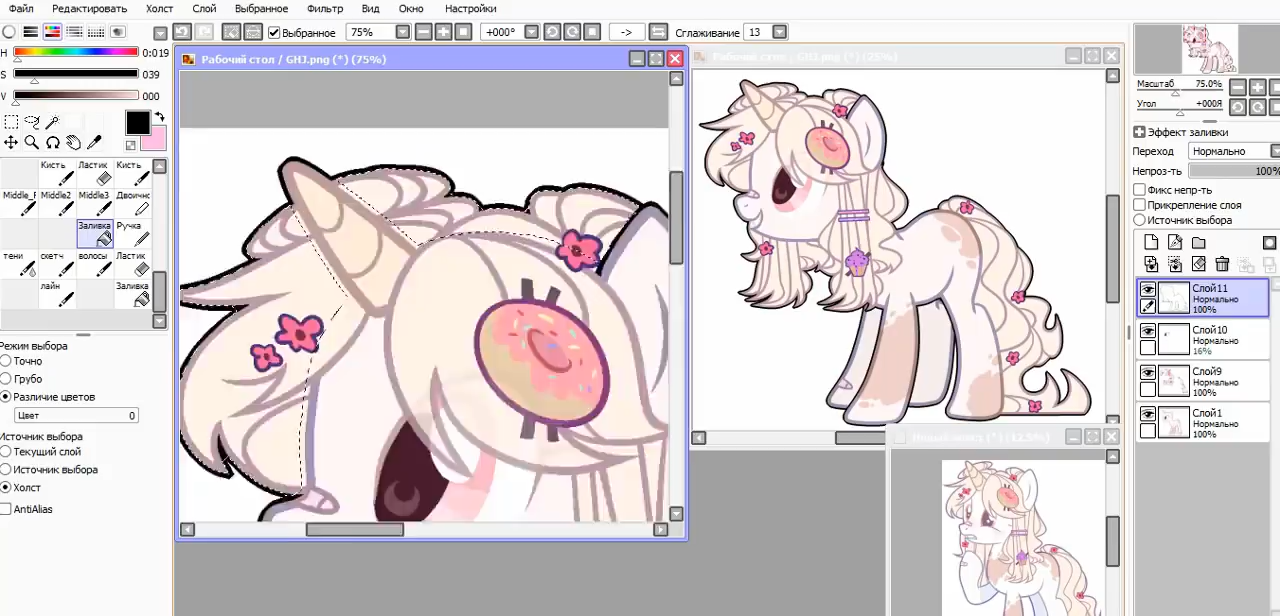 Файл Редактировать Холст Слой Выбранное Фильтр Вид Окно Настройки
Выбранное 75% +000° -> Сглаживание 13
H 0:019
S 039
V 000
Кисть Ластик Кисть
Middle2 Middle3
Заливка Ручка
тени скетч волосы Ластик
лайн Заливка
Режим выбора
Точно
Грубо
Различие цветов
Цвет 0
Источник выбора
Текущий слой
Источник выбора
Холст
AntiAlias
Рабочий стол / GHJ.png (*) (75%)
Масштаб 75.0%
Угол +000Я
Эффект заливки
Переход Нормально
Непроз-ть 100%
Фикс непр-ть
Прикрепление слоя
Источник выбора
Слой11
Нормально
100%
Слой10
Нормально
16%
Слой9
Нормально
100%
Слой1
Нормально
100%